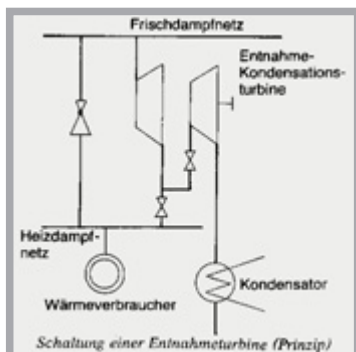 Frischdampfnetz
Entnahme-
Kondensations-
turbine
Heizdampf-
netz
Wärmeverbraucher
Kondensator
Schaltung einer Entnahmeturbine (Prinzip)